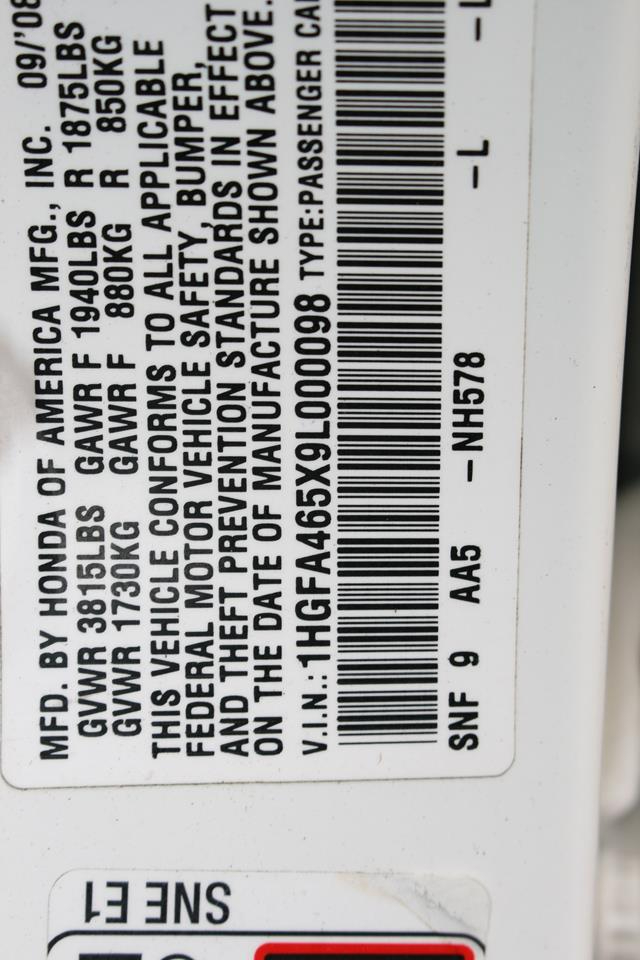 MFD. BY HONDA OF AMERICA MFG., INC. 09/'08
GVWR 3815LBS GAWR F 1940LBS R 1875LBS
GVWR 1730KG GAWR F 880KG R 850KG
THIS VEHICLE CONFORMS TO ALL APPLICABLE
FEDERAL MOTOR VEHICLE SAFETY, BUMPER,
AND THEFT PREVENTION STANDARDS IN EFFECT
ON THE DATE OF MANUFACTURE SHOWN ABOVE.
V.I.N.: 1HGFA465X9L000098 TYPE:PASSENGER CA
SNF 9 AA5 -NH578 -L -L
SNE E1